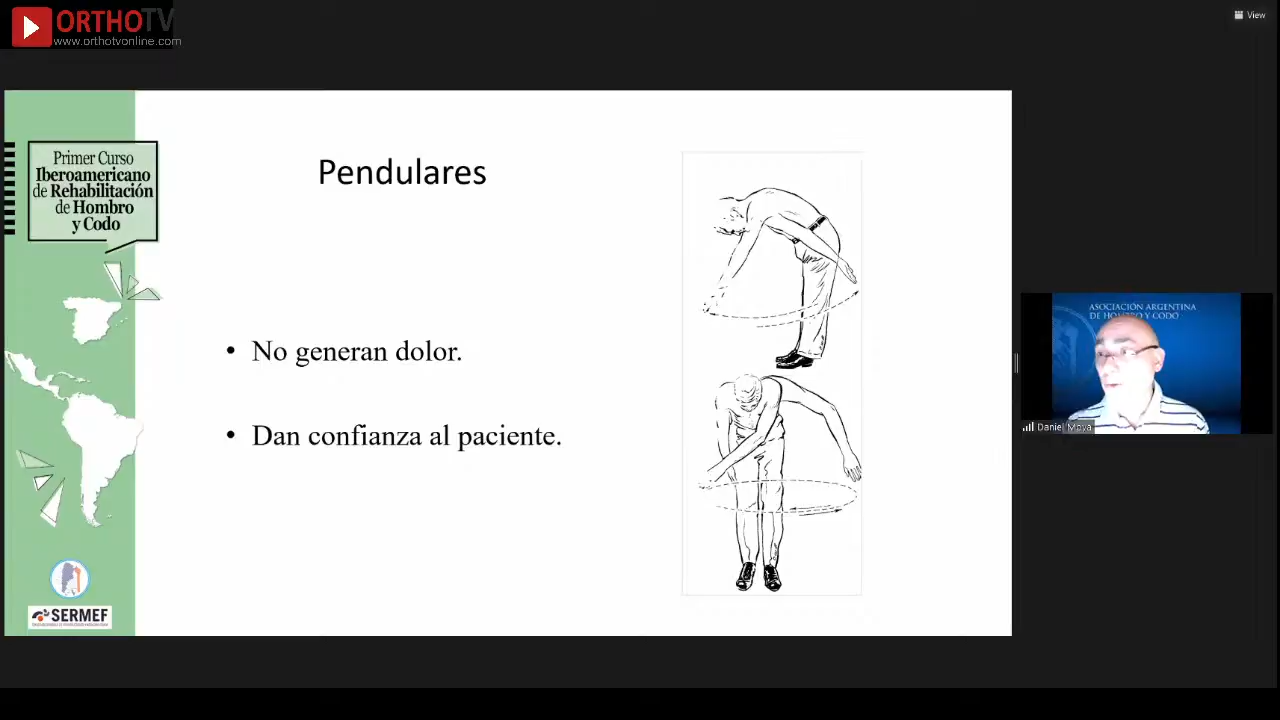 ORTHOTV
www.orthotvonline.com
View
Primer Curso
Iberoamericano
de Rehabilitación
de Hombro
y Codo
Pendulares
• No generan dolor.
• Dan confianza al paciente.
ASOCIACIÓN ARGENTINA
DE HOMBRO Y CODO
Daniel Moya
SERMEF